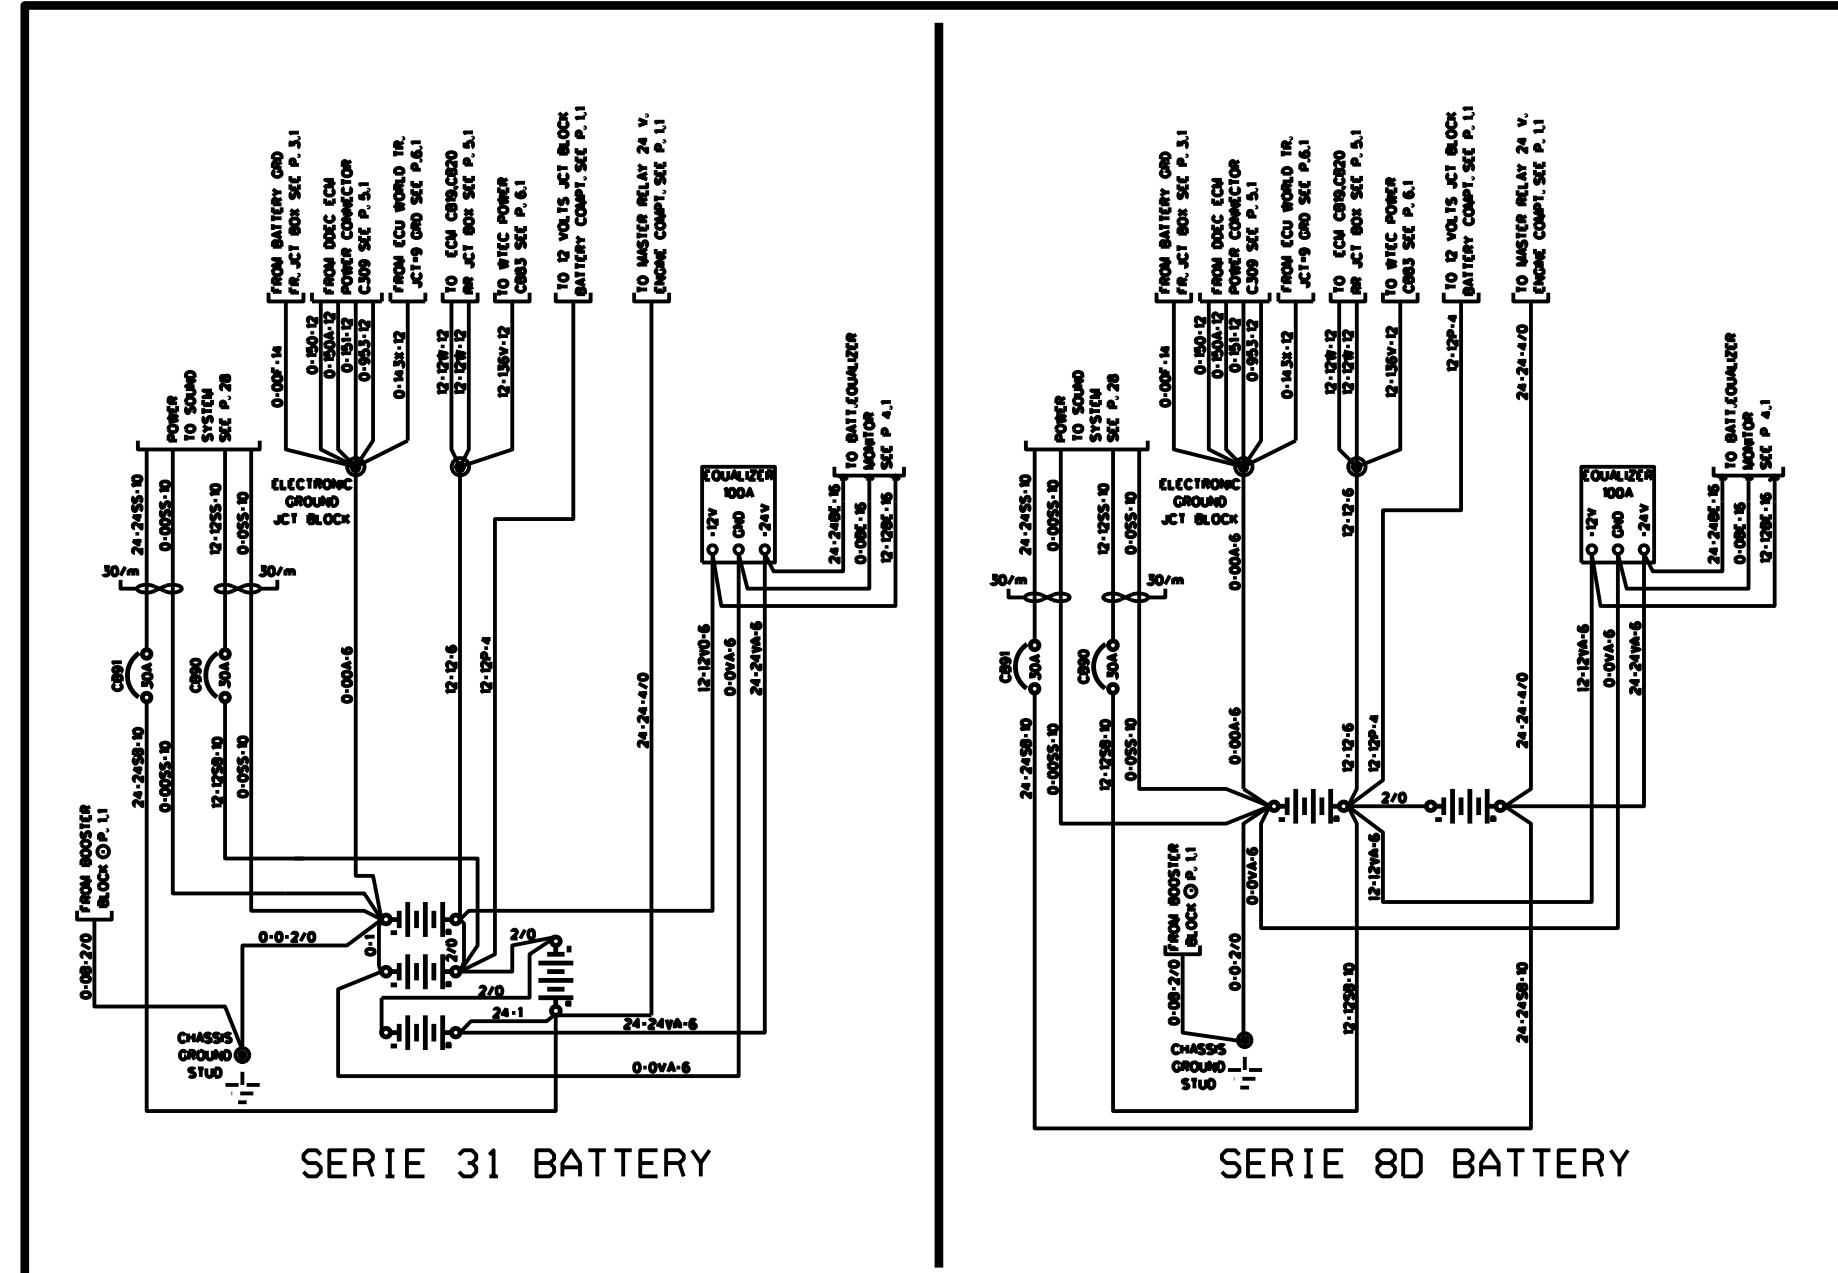 FROM BATTERY GRD
FR. JCT BOX SEE P. 3.1
FROM DDEC ECM
POWER CONNECTOR
C309 SEE P. 5.1
FROM ECU WORLD TR.
JCT-9 GRD SEE P.6.1
TO ECM CB19,CB20
RR JCT BOX SEE P. 5.1
TO WTEC POWER
CB83 SEE P. 6.1
TO 12 VOLTS JCT BLOCK
BATTERY COMPT. SEE P. 1.1
TO MASTER RELAY 24 V.
ENGINE COMPT. SEE P. 1.1
0-00F-14
0-150-12
0-150A-12
0-151-12
0-953-12
0-143X-12
12-12W-12
12-12W-12
12-136V-12
POWER
TO SOUND
SYSTEM
SEE P. 28
TO BATT.EQUALIZER
MONITOR
SEE P 4.1
ELECTRONIC
GROUND
JCT BLOCK
EQUALIZER
100A
-12V
GND
-24V
24-24SS-10
0-00SS-10
12-12SS-10
0-0SS-10
24-24BE-16
0-0BE-16
12-12BE-16
30/m
30/m
CB91
30A
CB90
30A
0-00A-6
12-12-6
12-12P-4
24-24-4/0
12-12VD-6
0-0VA-6
24-24VA-6
24-24SB-10
0-00SS-10
12-12SB-10
0-0SS-10
FROM BOOSTER
BLOCK P. 1.1
0-0B-2/0
0-0-2/0
0-1
2/0
2/0
2/0
24-1
24-24VA-6
0-0VA-6
CHASSIS
GROUND
STUD
SERIE 31 BATTERY
FROM BATTERY GRD
FR. JCT BOX SEE P. 3.1
FROM DDEC ECM
POWER CONNECTOR
C309 SEE P. 5.1
FROM ECU WORLD TR.
JCT-9 GRD SEE P.6.1
TO ECM CB19,CB20
RR JCT BOX SEE P. 5.1
TO WTEC POWER
CB83 SEE P. 6.1
TO 12 VOLTS JCT BLOCK
BATTERY COMPT. SEE P. 1.1
TO MASTER RELAY 24 V.
ENGINE COMPT. SEE P. 1.1
0-00F-14
0-150-12
0-150A-12
0-151-12
0-953-12
0-143X-12
12-12W-12
12-12W-12
12-136V-12
12-12P-4
24-24-4/0
POWER
TO SOUND
SYSTEM
SEE P. 28
TO BATT.EQUALIZER
MONITOR
SEE P 4.1
ELECTRONIC
GROUND
JCT BLOCK
EQUALIZER
100A
-12V
GND
-24V
24-24SS-10
0-00SS-10
12-12SS-10
0-0SS-10
0-00A-6
12-12-6
24-24BE-16
0-0BE-16
12-12BE-16
30/m
30/m
CB91
30A
CB90
30A
12-12VA-6
0-0VA-6
24-24VA-6
24-24-4/0
24-24SB-10
0-00SS-10
12-12SB-10
0-0SS-10
0-00A-6
12-12-6
12-12P-4
24-24-4/0
2/0
FROM BOOSTER
BLOCK P. 1.1
0-0B-2/0
0-0VA-6
0-0-2/0
12-12VA-6
12-12SB-10
24-24SB-10
CHASSIS
GROUND
STUD
SERIE 8D BATTERY